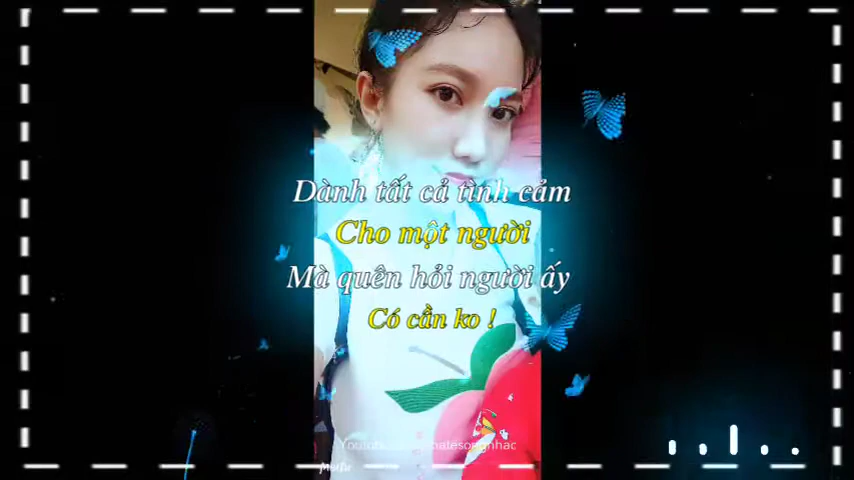 Dành tất cả tình cảm
Cho một người
Mà quên hỏi người ấy
Có cần ko !